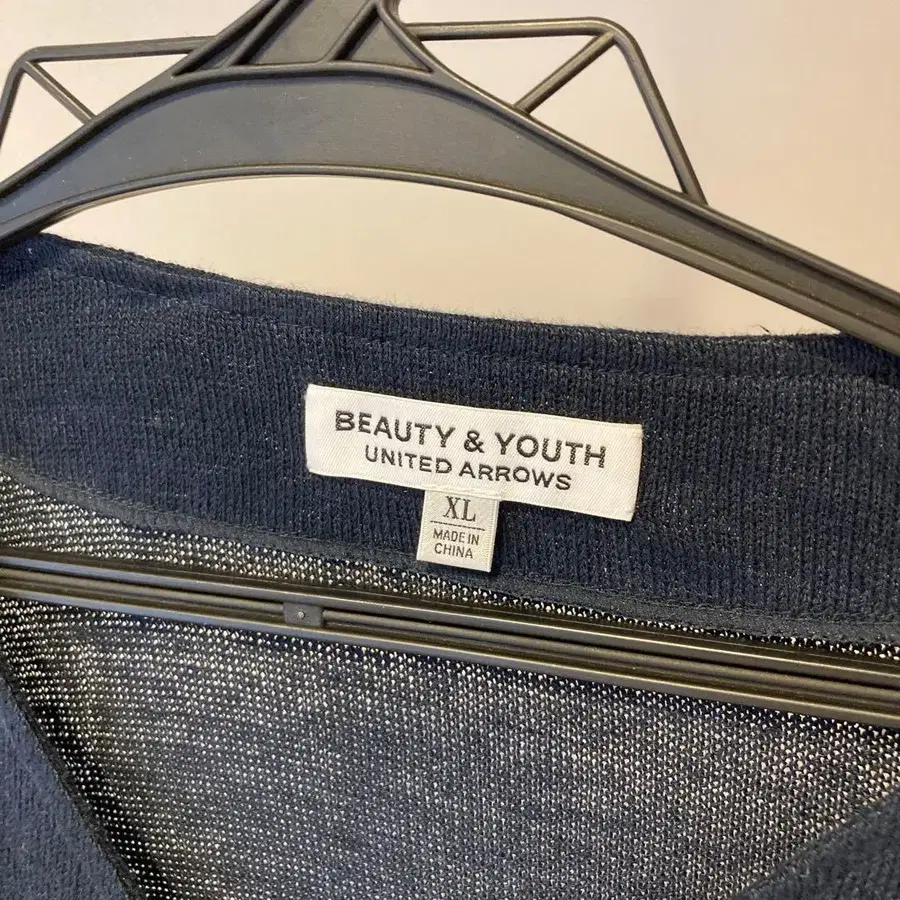 BEAUTY & YOUTH
UNITED ARROWS
XL
MADE IN
CHINA